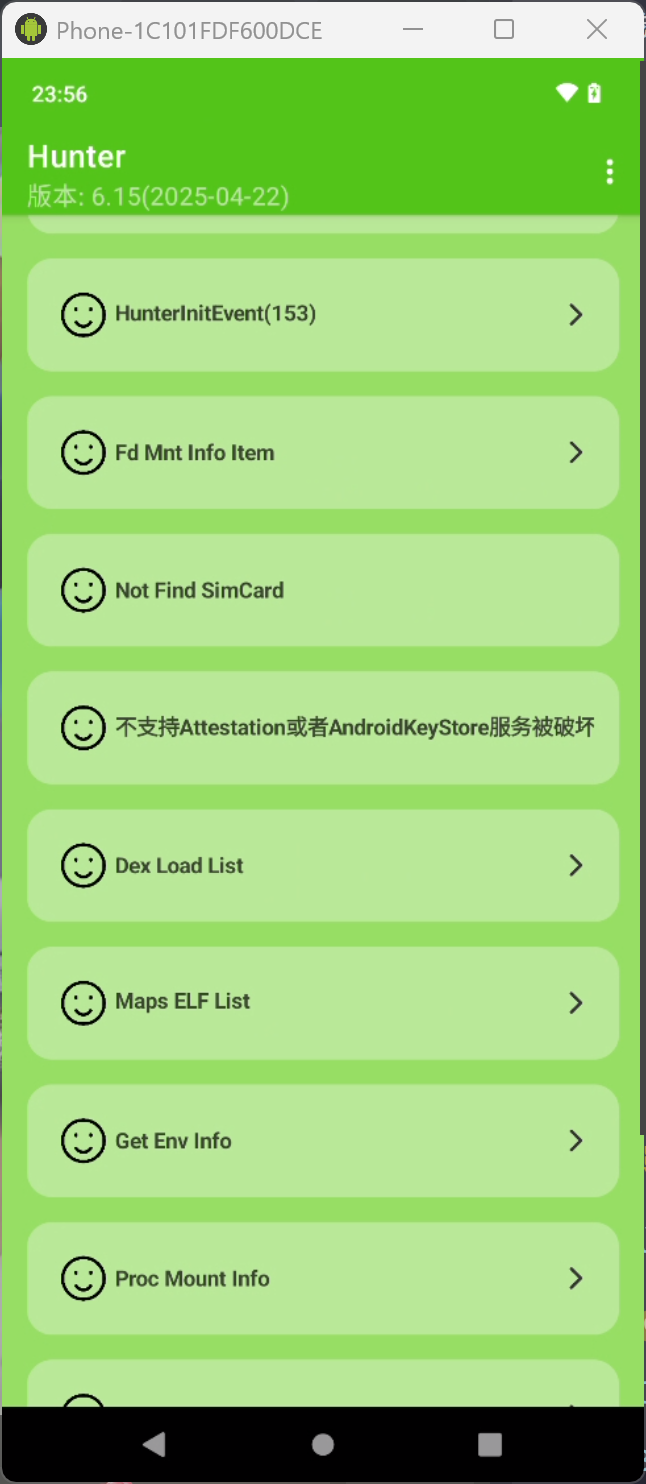 Phone-1C101FDF600DCE
23:56
Hunter
版本: 6.15(2025-04-22)
HunterInitEvent(153)
Fd Mnt Info Item
Not Find SimCard
不支持Attestation或者AndroidKeyStore服务被破坏
Dex Load List
Maps ELF List
Get Env Info
Proc Mount Info